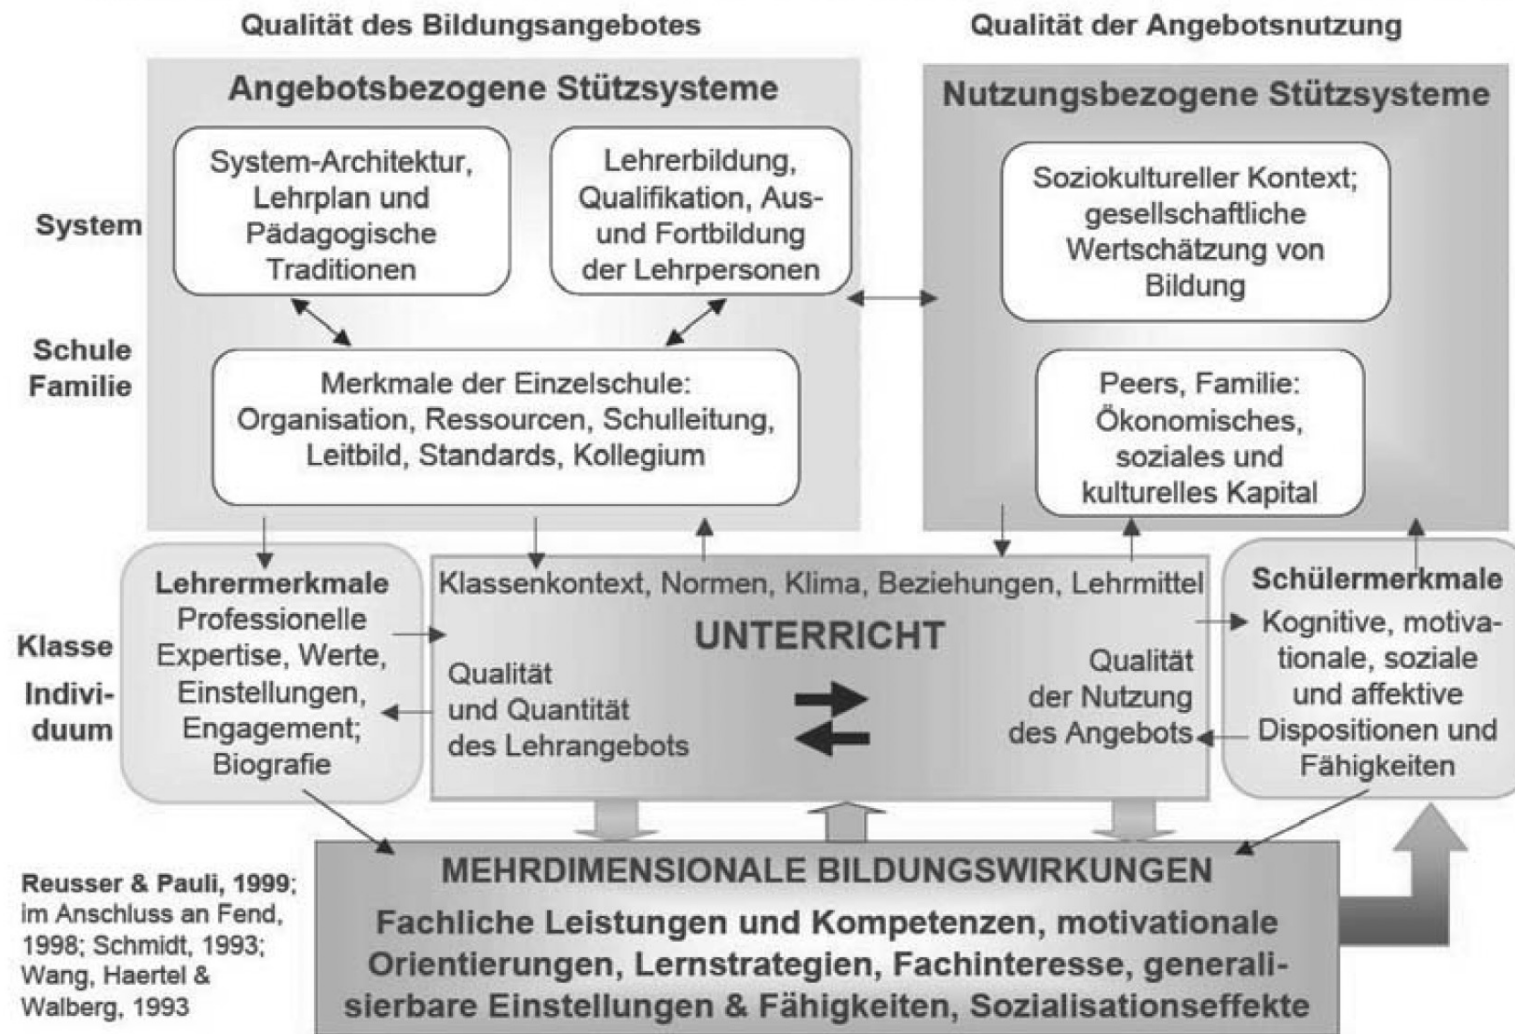 Qualität des Bildungsangebotes
Qualität der Angebotsnutzung
Angebotsbezogene Stützsysteme
Nutzungsbezogene Stützsysteme
System
System-Architektur,
Lehrplan und
Pädagogische
Traditionen
Lehrerbildung,
Qualifikation, Aus-
und Fortbildung
der Lehrpersonen
Soziokultureller Kontext;
gesellschaftliche
Wertschätzung von
Bildung
Schule
Familie
Merkmale der Einzelschule:
Organisation, Ressourcen, Schulleitung,
Leitbild, Standards, Kollegium
Peers, Familie:
Ökonomisches,
soziales und
kulturelles Kapital
Klasse
Indivi-
duum
Lehrermerkmale
Professionelle
Expertise, Werte,
Einstellungen,
Engagement;
Biografie
Klassenkontext, Normen, Klima, Beziehungen, Lehrmittel
UNTERRICHT
Qualität
und Quantität
des Lehrangebots
Qualität
der Nutzung
des Angebots
Schülermerkmale
Kognitive, motiva-
tionale, soziale
und affektive
Dispositionen und
Fähigkeiten
MEHRDIMENSIONALE BILDUNGSWIRKUNGEN
Fachliche Leistungen und Kompetenzen, motivationale
Orientierungen, Lernstrategien, Fachinteresse, generali-
sierbare Einstellungen & Fähigkeiten, Sozialisationseffekte
Reusser & Pauli, 1999;
im Anschluss an Fend,
1998; Schmidt, 1993;
Wang, Haertel &
Walberg, 1993